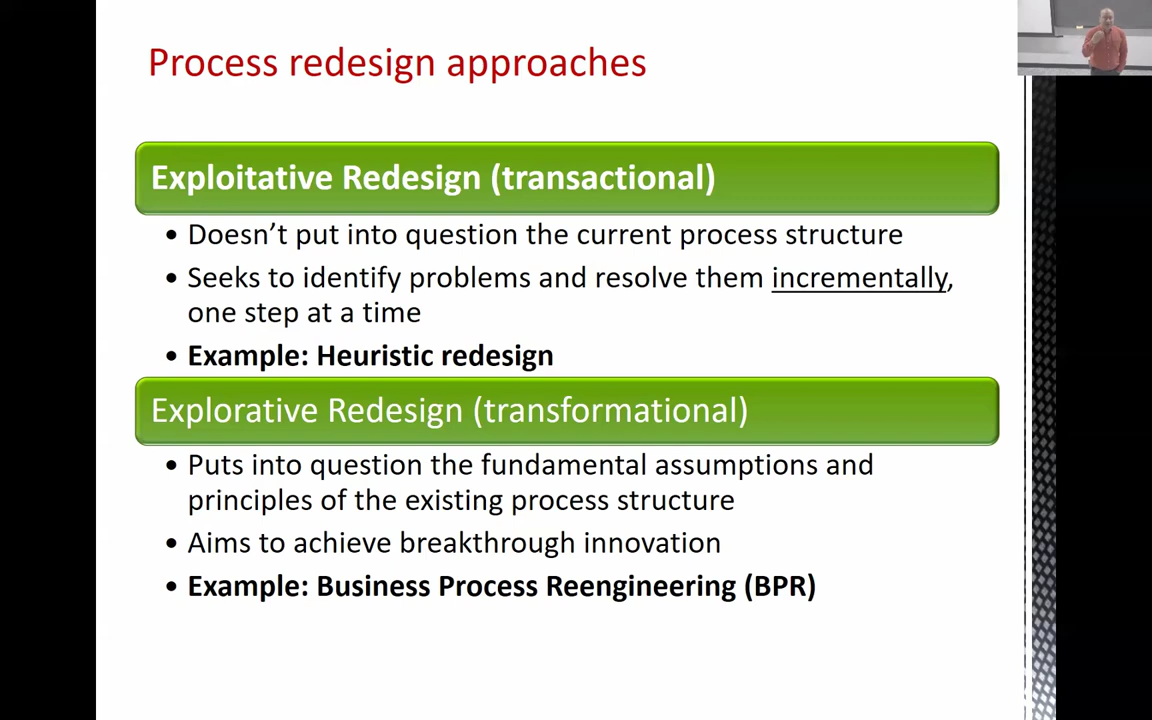 Process redesign approaches
Exploitative Redesign (transactional)
• Doesn’t put into question the current process structure
• Seeks to identify problems and resolve them incrementally,
one step at a time
• Example: Heuristic redesign
Explorative Redesign (transformational)
• Puts into question the fundamental assumptions and
principles of the existing process structure
• Aims to achieve breakthrough innovation
• Example: Business Process Reengineering (BPR)